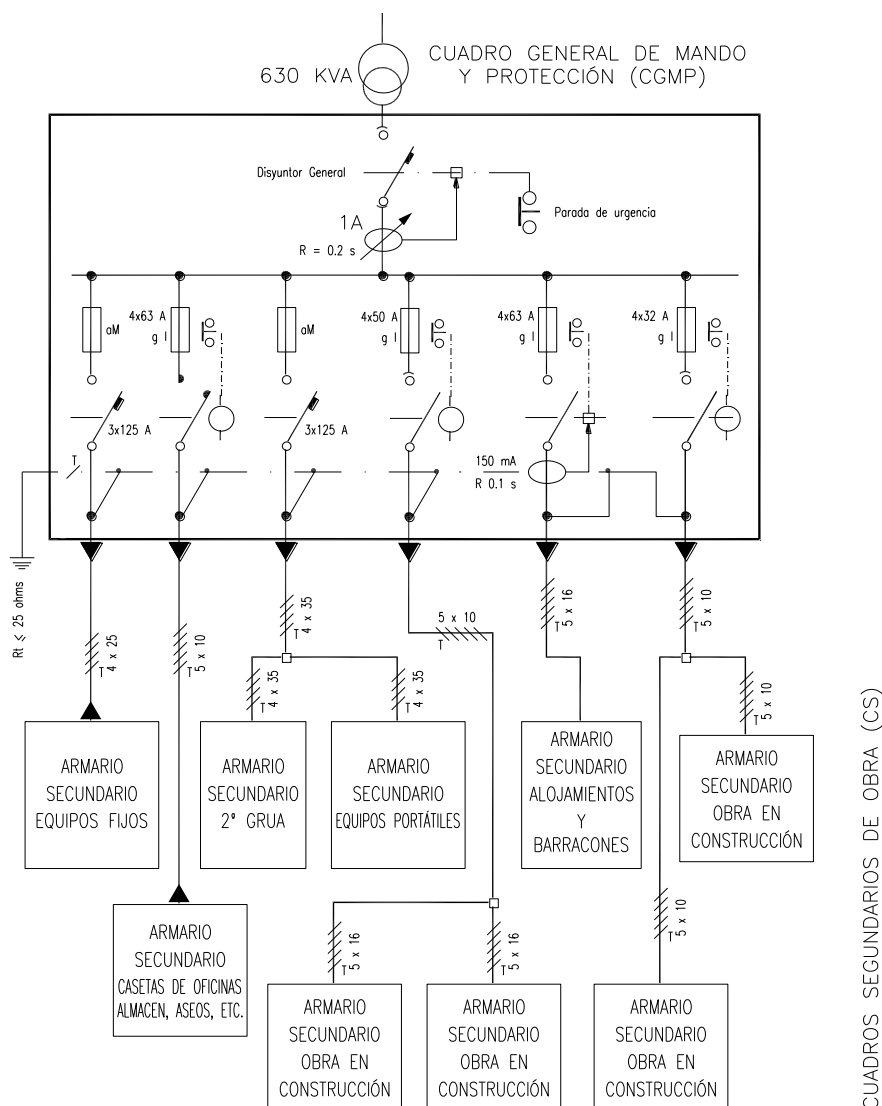 630 KVA
CUADRO GENERAL DE MANDO
Y PROTECCIÓN (CGMP)
Disyuntor General
Parada de urgencia
1A
R = 0.2 s
aM
4x63 A
g I
aM
4x50 A
g I
4x63 A
g I
4x32 A
g I
3x125 A
3x125 A
T
150 mA
R 0.1 s
Rt ≤ 25 ohms
T 4 x 25
T 5 x 10
T 4 x 35
5 x 10
T
T 5 x 16
T 5 x 10
T 4 x 35
T 4 x 35
T 5 x 10
ARMARIO
SECUNDARIO
EQUIPOS FIJOS
ARMARIO
SECUNDARIO
2º GRUA
ARMARIO
SECUNDARIO
EQUIPOS PORTÁTILES
ARMARIO
SECUNDARIO
ALOJAMIENTOS
Y
BARRACONES
ARMARIO
SECUNDARIO
OBRA EN
CONSTRUCCIÓN
ARMARIO
SECUNDARIO
CASETAS DE OFICINAS
ALMACEN, ASEOS, ETC.
T 5 x 16
T 5 x 16
T 5 x 10
ARMARIO
SECUNDARIO
OBRA EN
CONSTRUCCIÓN
ARMARIO
SECUNDARIO
OBRA EN
CONSTRUCCIÓN
ARMARIO
SECUNDARIO
OBRA EN
CONSTRUCCIÓN
CUADROS SEGUNDARIOS DE OBRA (CS)